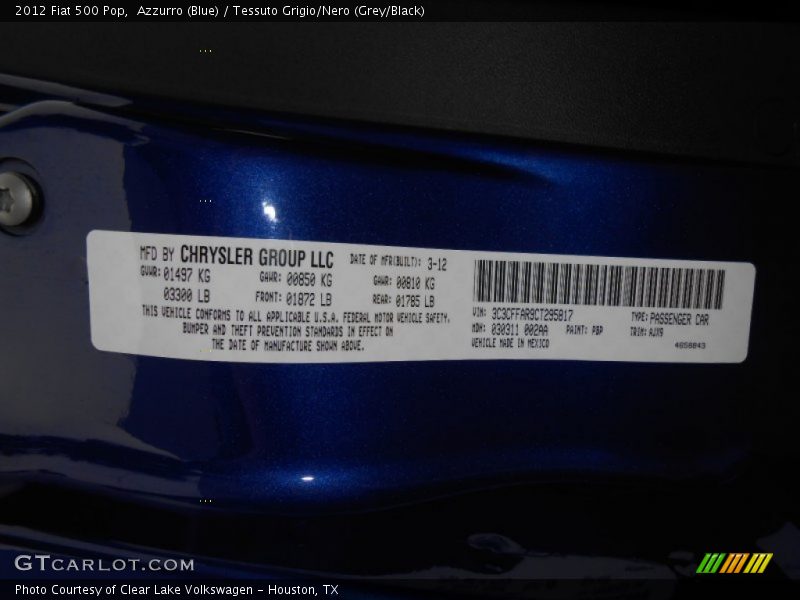 2012 Fiat 500 Pop,  Azzurro (Blue) / Tessuto Grigio/Nero (Grey/Black)
MFD BY CHRYSLER GROUP LLC DATE OF MFR(BUILT): 3-12
GVWR: 01497 KG GAWR: 00850 KG GAWR: 00810 KG
03300 LB FRONT: 01872 LB REAR: 01785 LB
THIS VEHICLE CONFORMS TO ALL APPLICABLE U.S.A. FEDERAL MOTOR VEHICLE SAFETY,
BUMPER AND THEFT PREVENTION STANDARDS IN EFFECT ON
THE DATE OF MANUFACTURE SHOWN ABOVE.
VIN: 3C3CFFAR9CT295817 TYPE: PASSENGER CAR
MDH: 030311 002AA PAINT: PBP TRIM: AJX9
VEHICLE MADE IN MEXICO 4658843
GTCARLOT.COM
Photo Courtesy of Clear Lake Volkswagen - Houston, TX